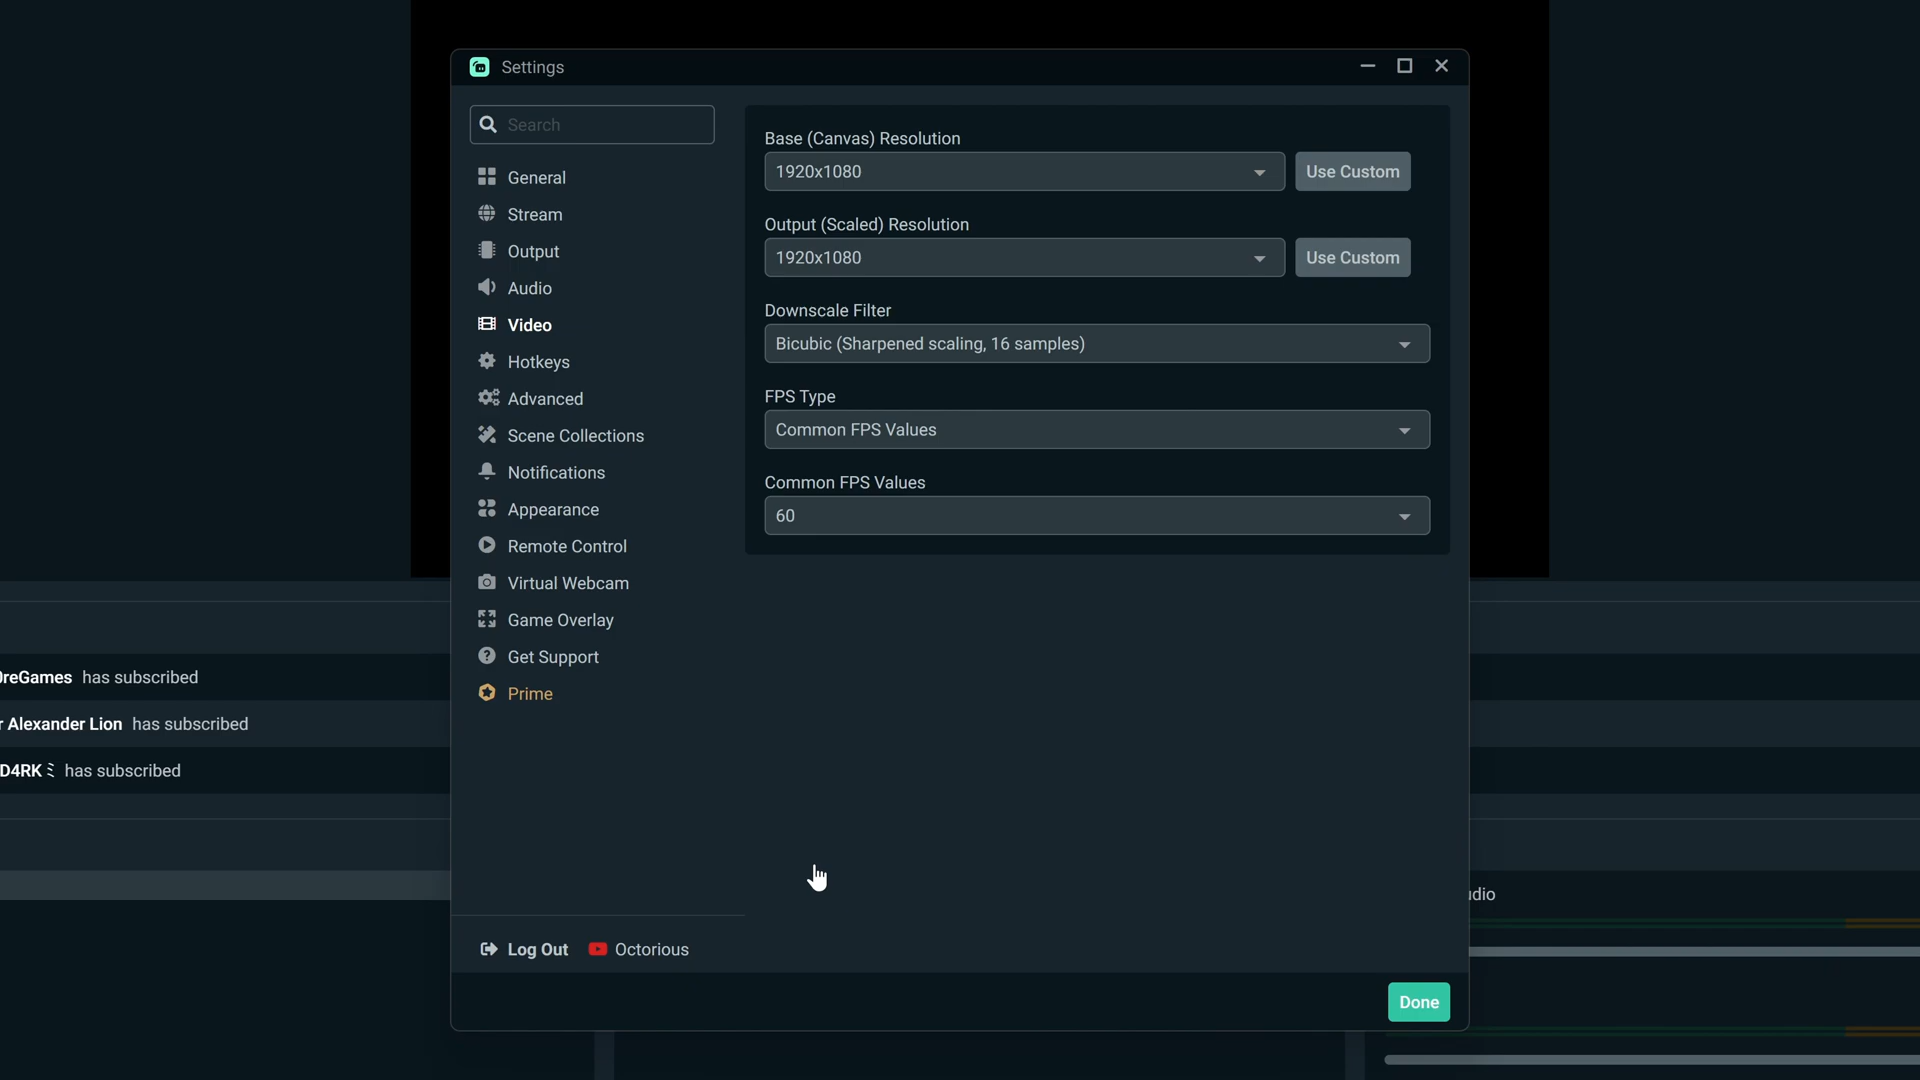 Settings
Search
General
Stream
Output
Audio
Video
Hotkeys
Advanced
Scene Collections
Notifications
Appearance
Remote Control
Virtual Webcam
Game Overlay
Get Support
Prime
Log Out Octorious
Base (Canvas) Resolution
1920x1080 Use Custom
Output (Scaled) Resolution
1920x1080 Use Custom
Downscale Filter
Bicubic (Sharpened scaling, 16 samples)
FPS Type
Common FPS Values
Common FPS Values
60
Done
reGames has subscribed
r Alexander Lion has subscribed
D4RK ミ has subscribed
dio